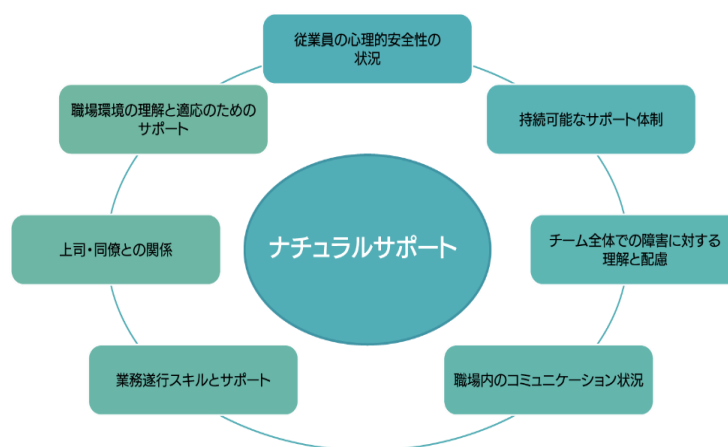 従業員の心理的安全性の
状況
持続可能なサポート体制
チーム全体での障害に対する
理解と配慮
職場内のコミュニケーション状況
業務遂行スキルとサポート
上司・同僚との関係
職場環境の理解と適応のための
サポート
ナチュラルサポート